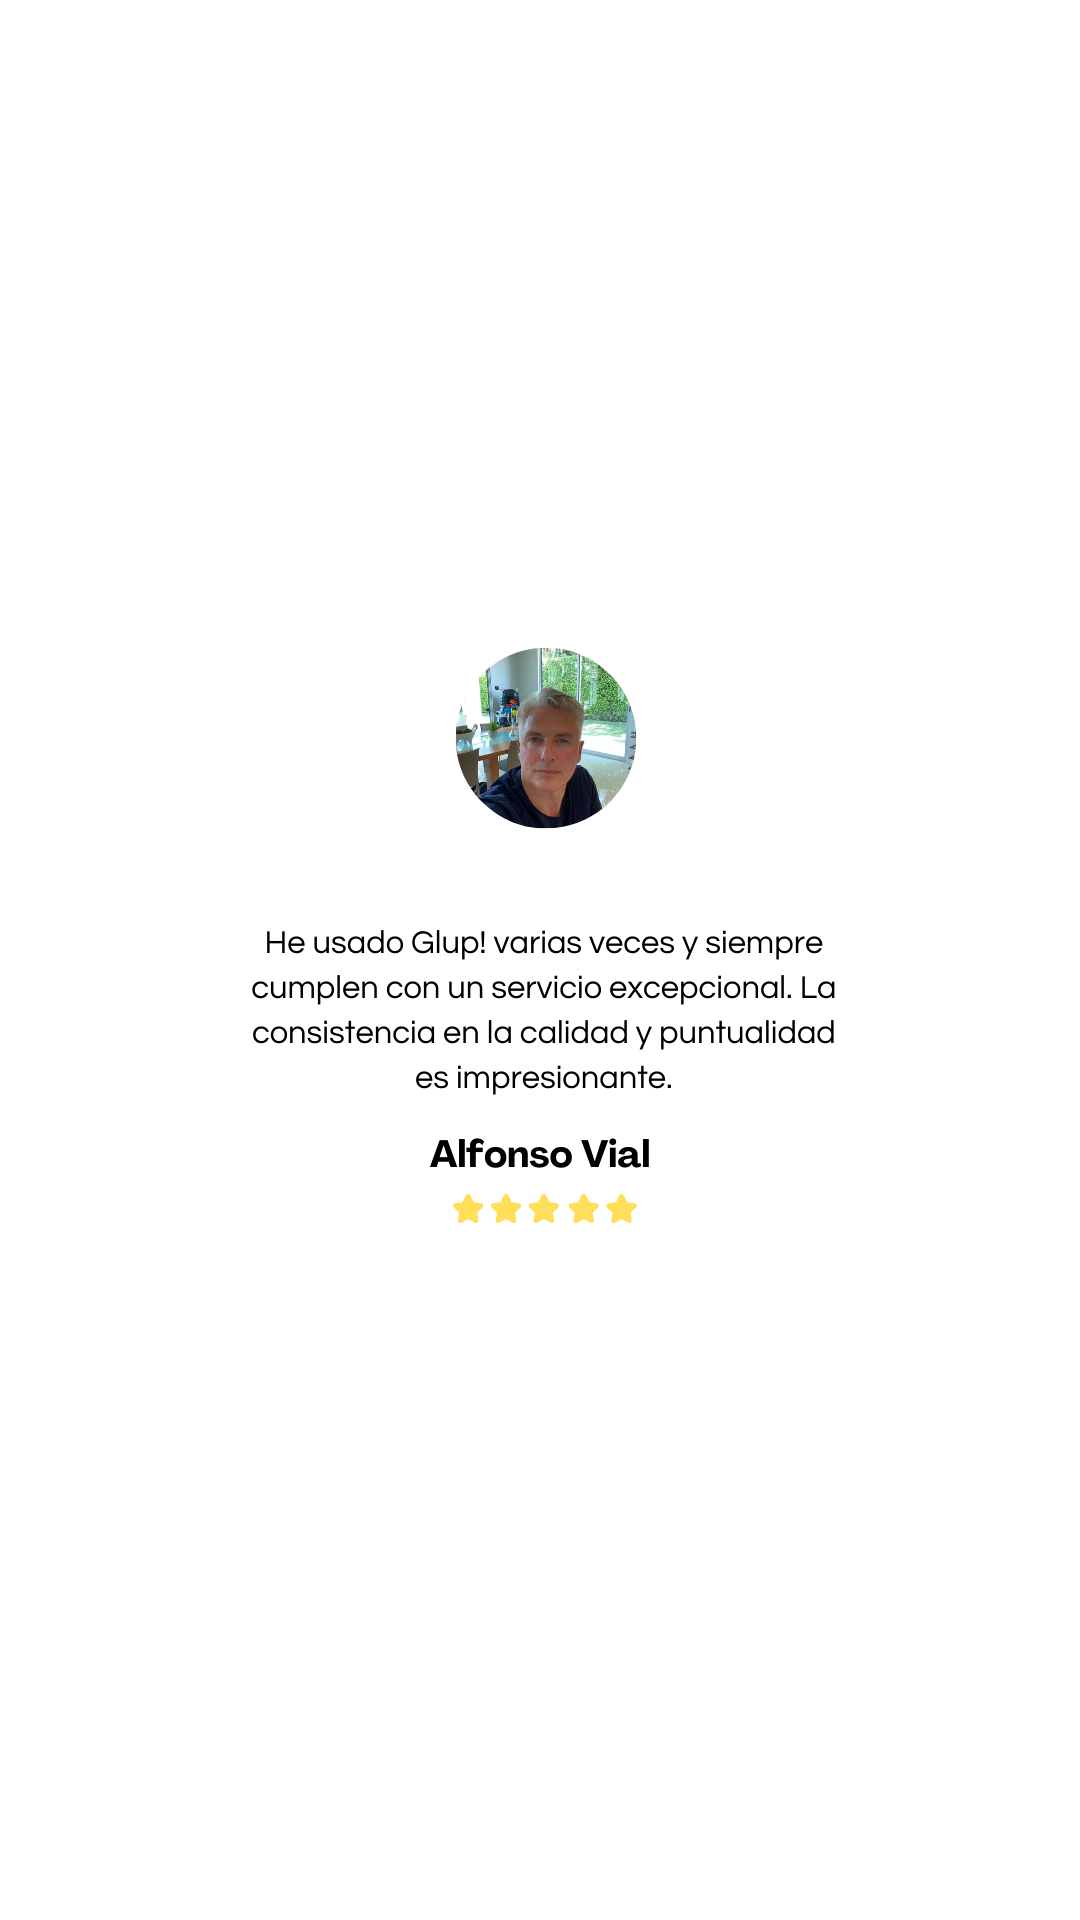 He usado Glup! varias veces y siempre
cumplen con un servicio excepcional. La
consistencia en la calidad y puntualidad
es impresionante.
Alfonso Vial